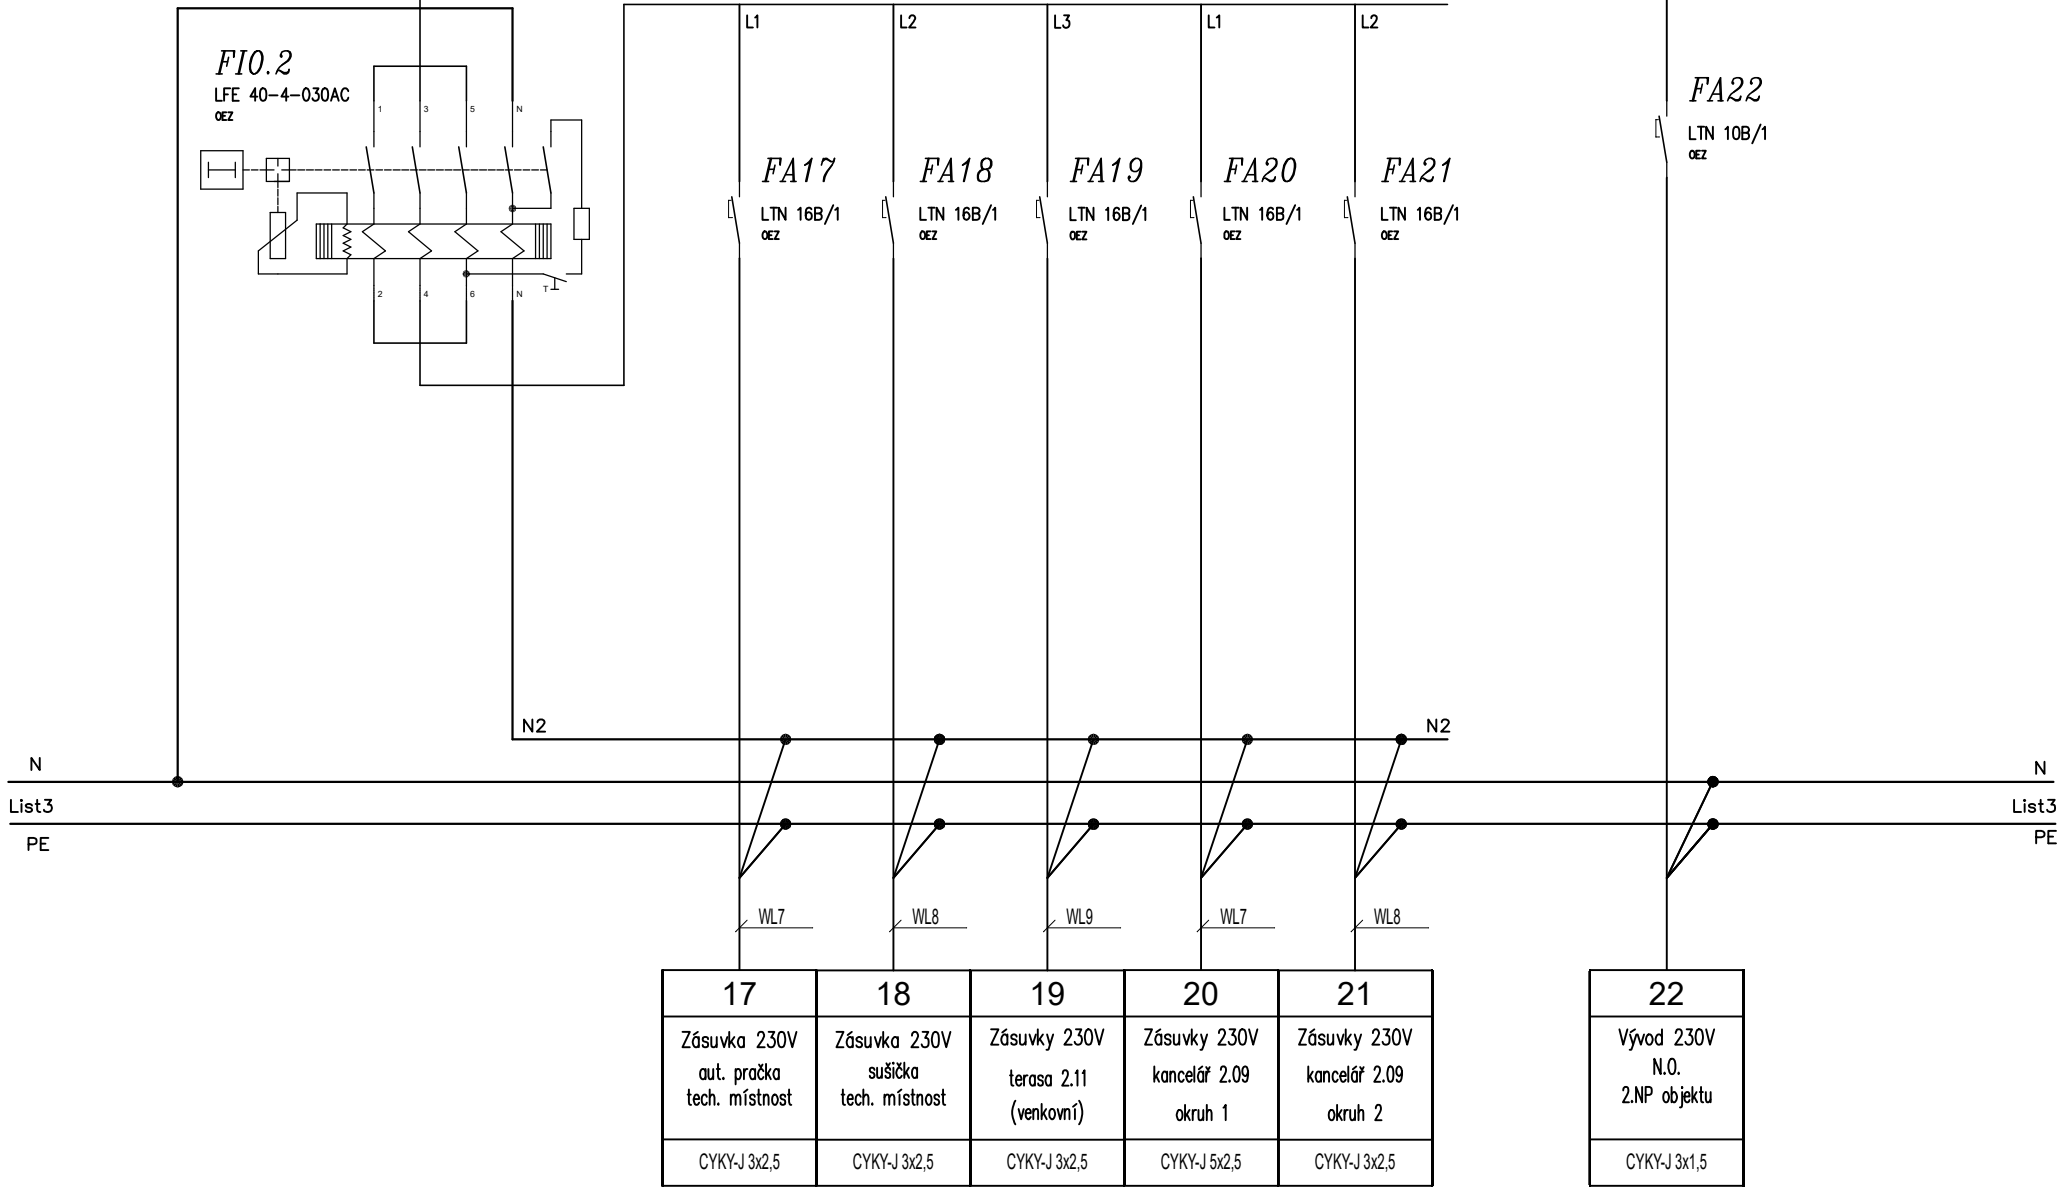 L1
L2
L3
L1
L2
FI0.2
LFE 40-4-030AC
OEZ
1
3
5
N
2
4
6
N
T
FA17
LTN 16B/1
OEZ
FA18
LTN 16B/1
OEZ
FA19
LTN 16B/1
OEZ
FA20
LTN 16B/1
OEZ
FA21
LTN 16B/1
OEZ
FA22
LTN 10B/1
OEZ
N2
N2
N
N
List3
List3
PE
PE
WL7
WL8
WL9
WL7
WL8
17
Zásuvka 230V
aut. pračka
tech. místnost
CYKY-J 3x2,5
18
Zásuvka 230V
sušička
tech. místnost
CYKY-J 3x2,5
19
Zásuvky 230V
terasa 2.11
(venkovní)
CYKY-J 3x2,5
20
Zásuvky 230V
kancelář 2.09
okruh 1
CYKY-J 5x2,5
21
Zásuvky 230V
kancelář 2.09
okruh 2
CYKY-J 3x2,5
22
Vývod 230V
N.O.
2.NP objektu
CYKY-J 3x1,5